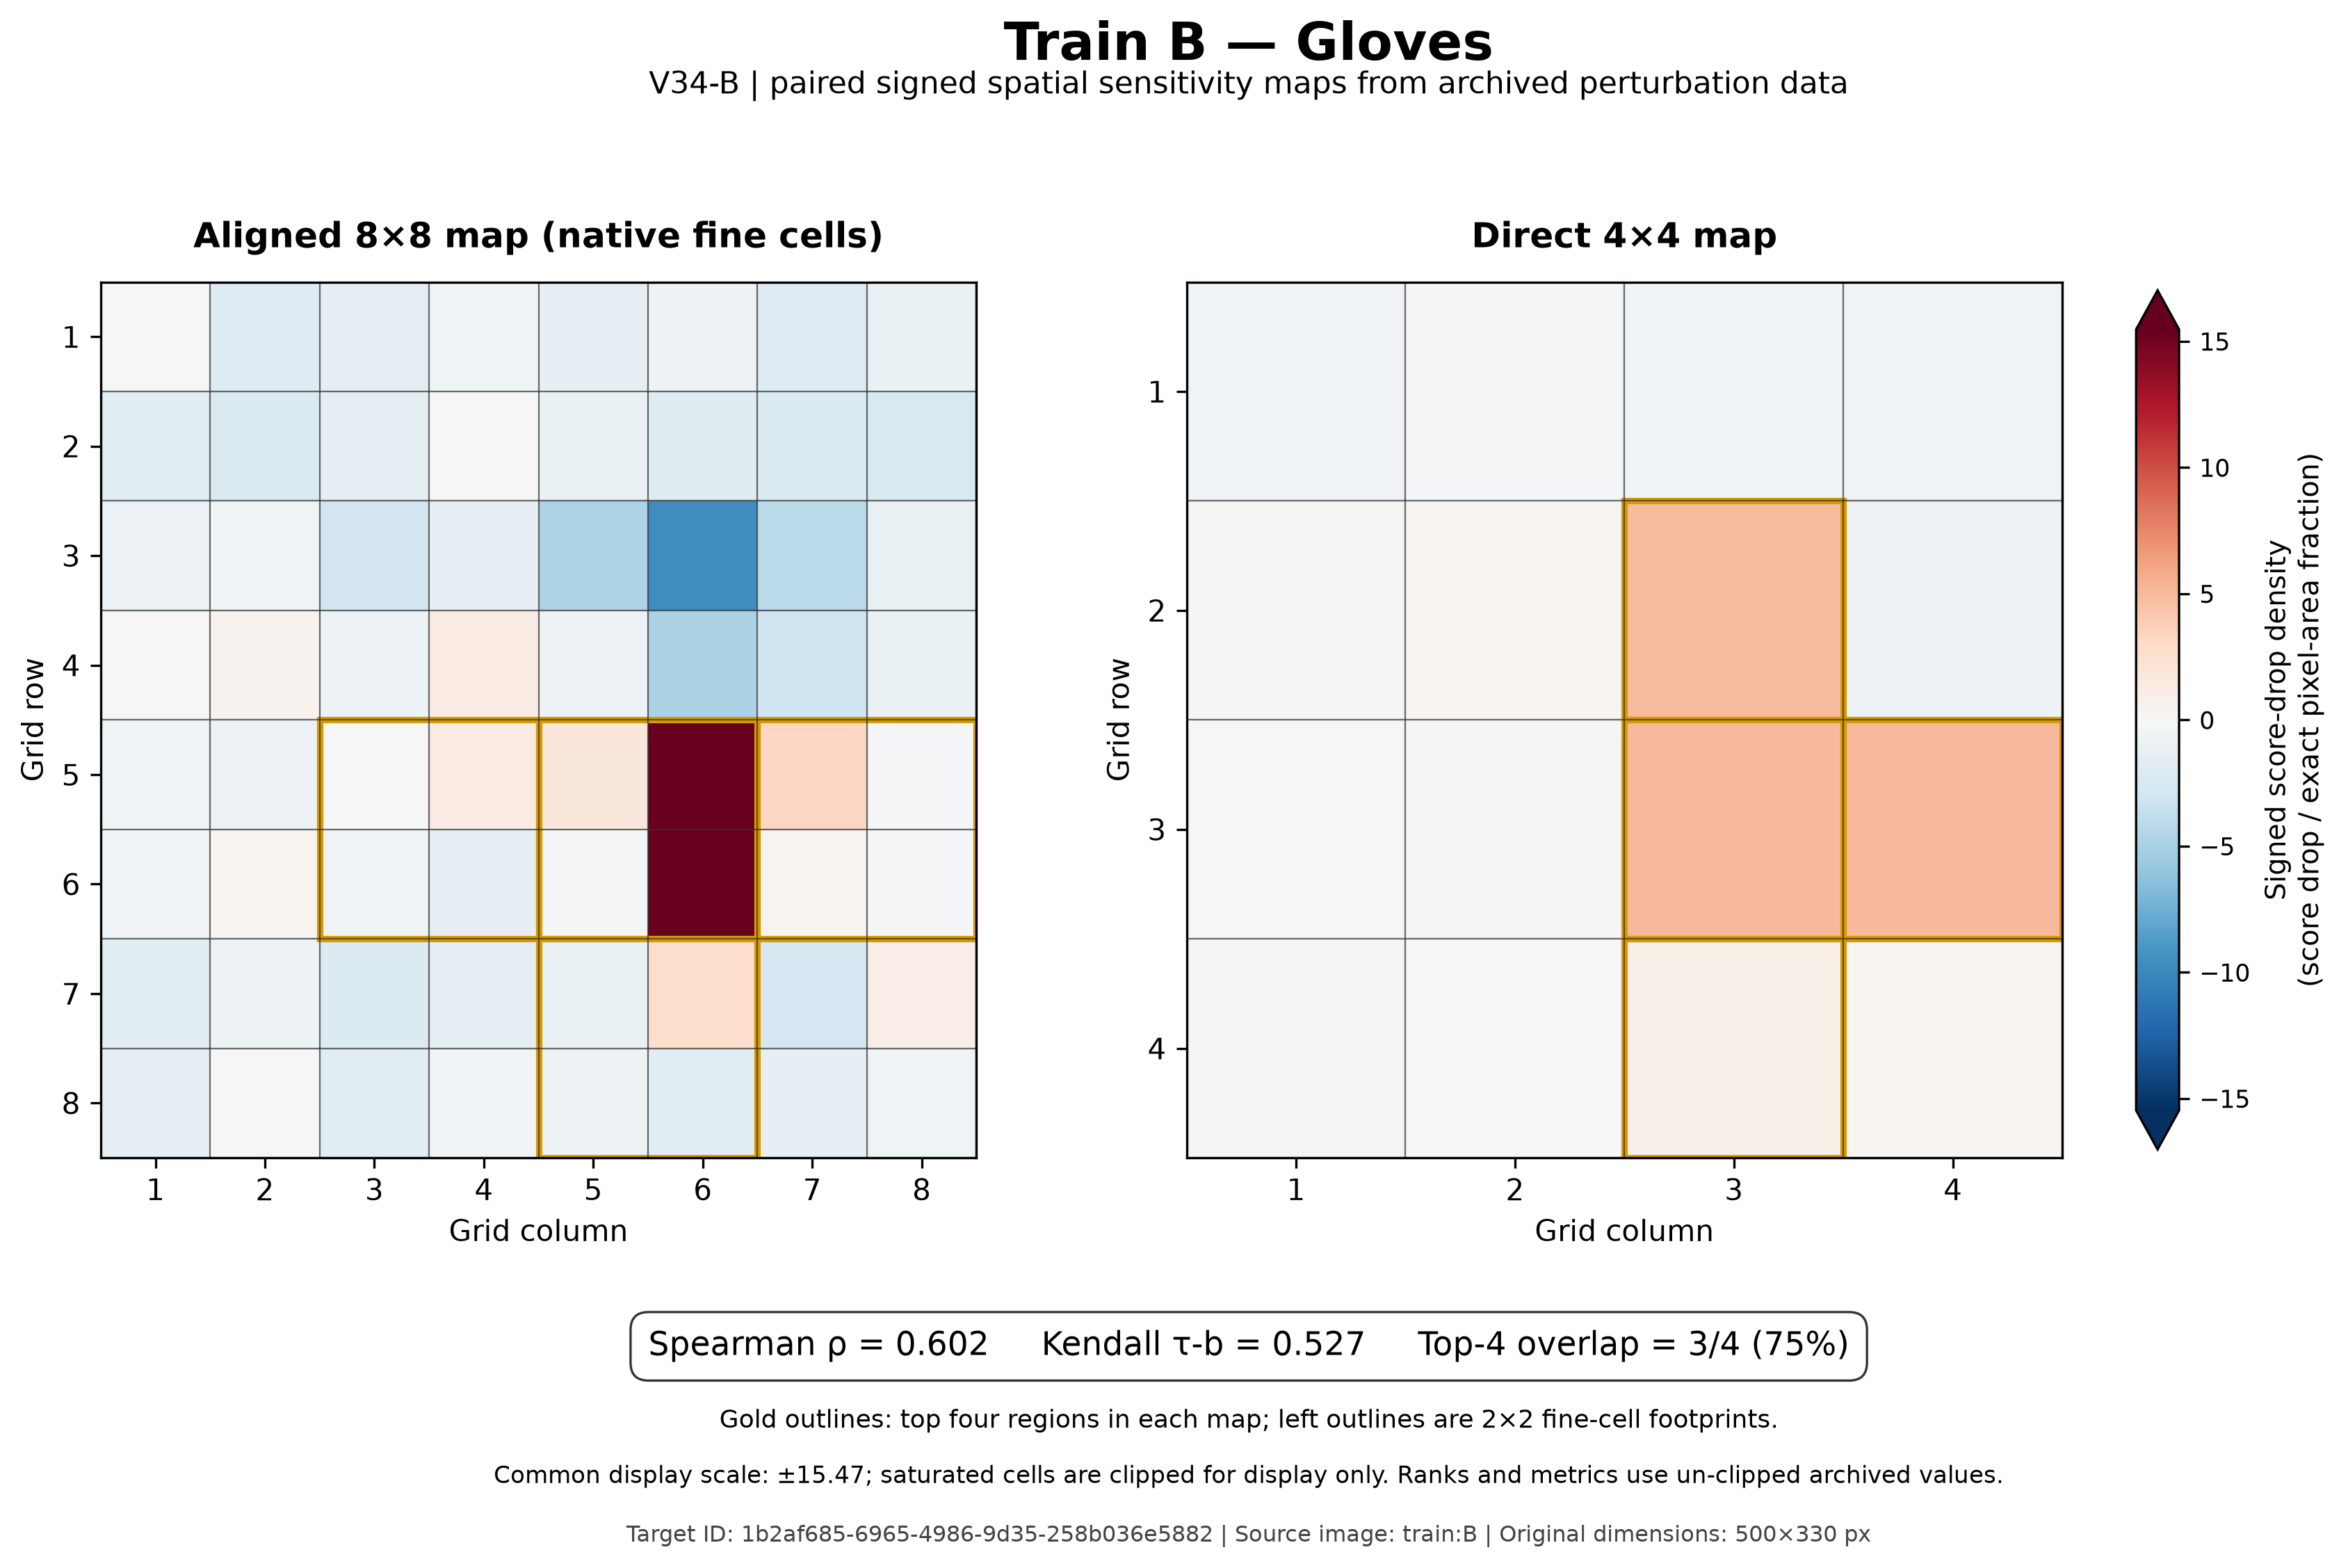 Train B — Gloves
V34-B | paired signed spatial sensitivity maps from archived perturbation data
Aligned 8×8 map (native fine cells)
Grid row
1
2
3
4
5
6
7
8
1 2 3 4 5 6 7 8
Grid column
Direct 4×4 map
Grid row
1
2
3
4
1 2 3 4
Grid column
15
10
5
0
−5
−10
−15
Signed score-drop density
(score drop / exact pixel-area fraction)
Spearman ρ = 0.602 Kendall τ-b = 0.527 Top-4 overlap = 3/4 (75%)
Gold outlines: top four regions in each map; left outlines are 2×2 fine-cell footprints.
Common display scale: ±15.47; saturated cells are clipped for display only. Ranks and metrics use un-clipped archived values.
Target ID: 1b2af685-6965-4986-9d35-258b036e5882 | Source image: train:B | Original dimensions: 500×330 px